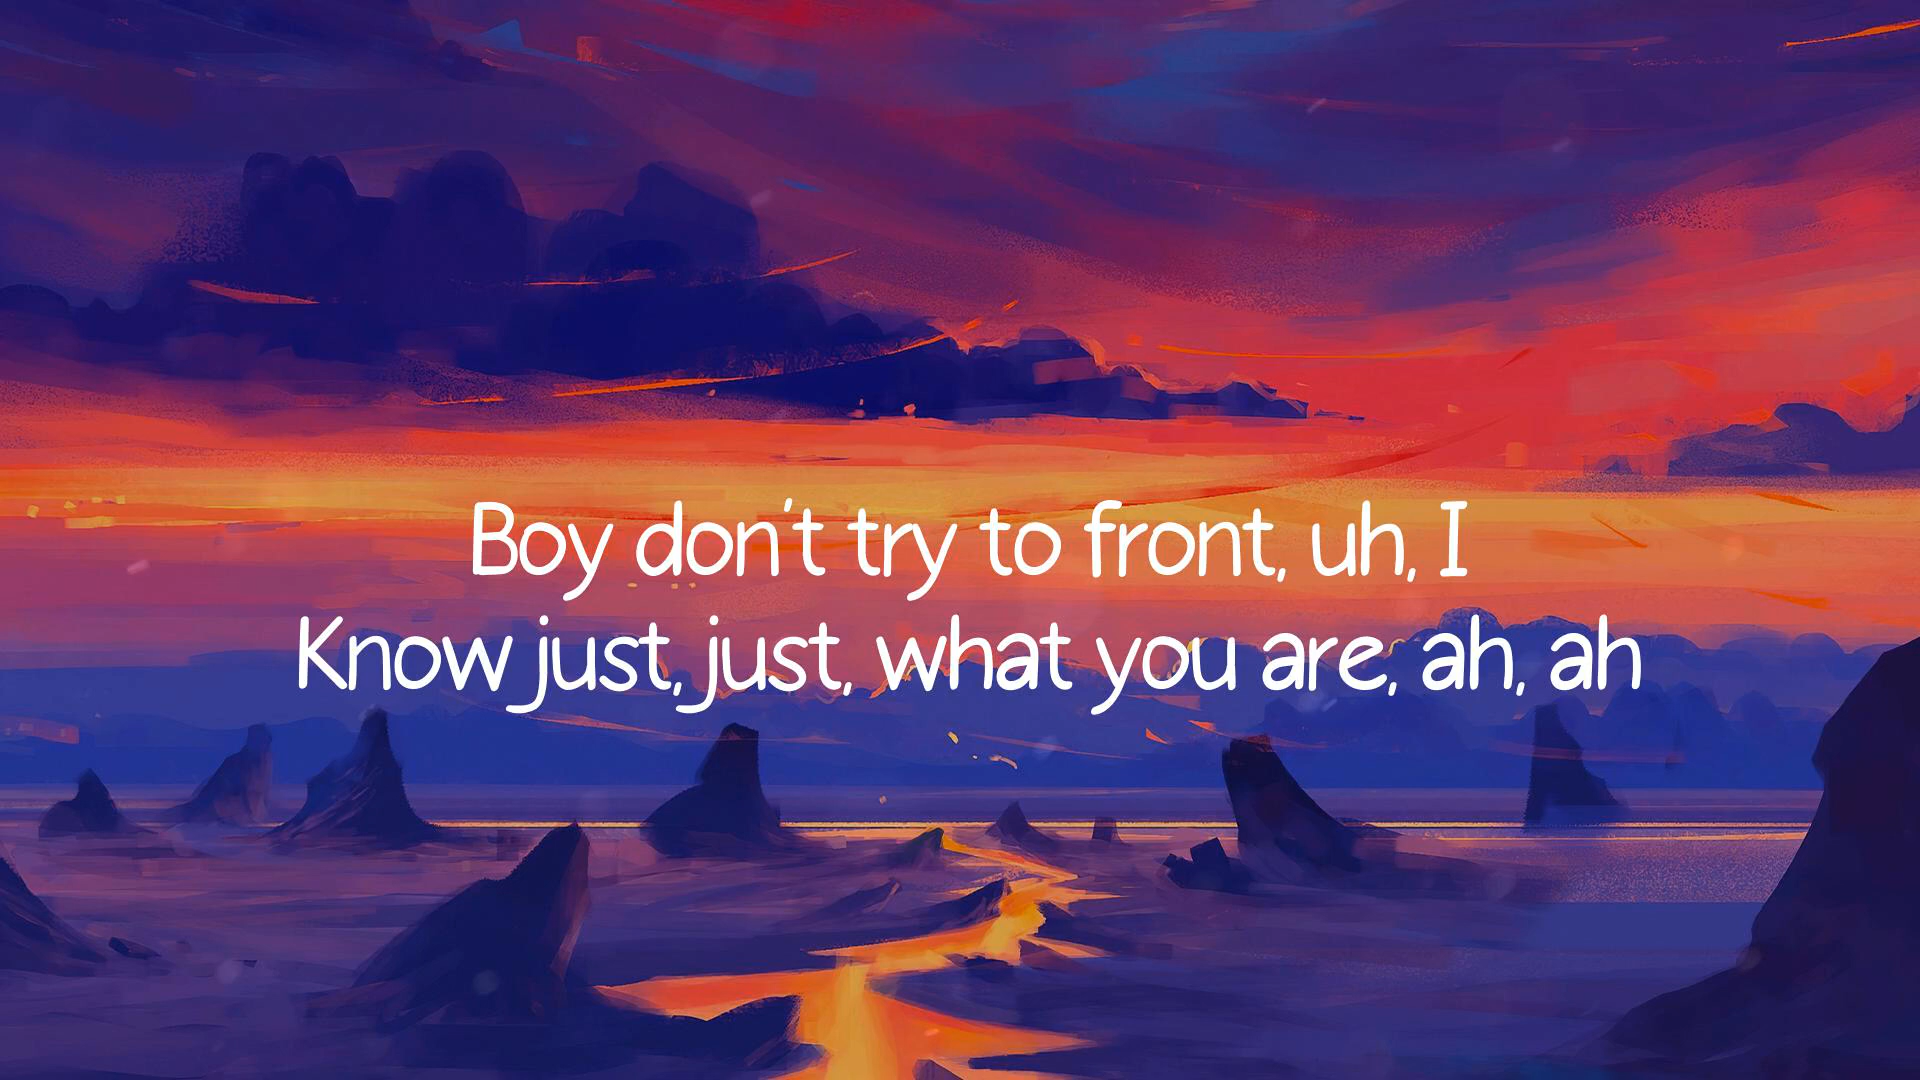 Boy don't try to front, uh, I
Know just, just, what you are, ah, ah